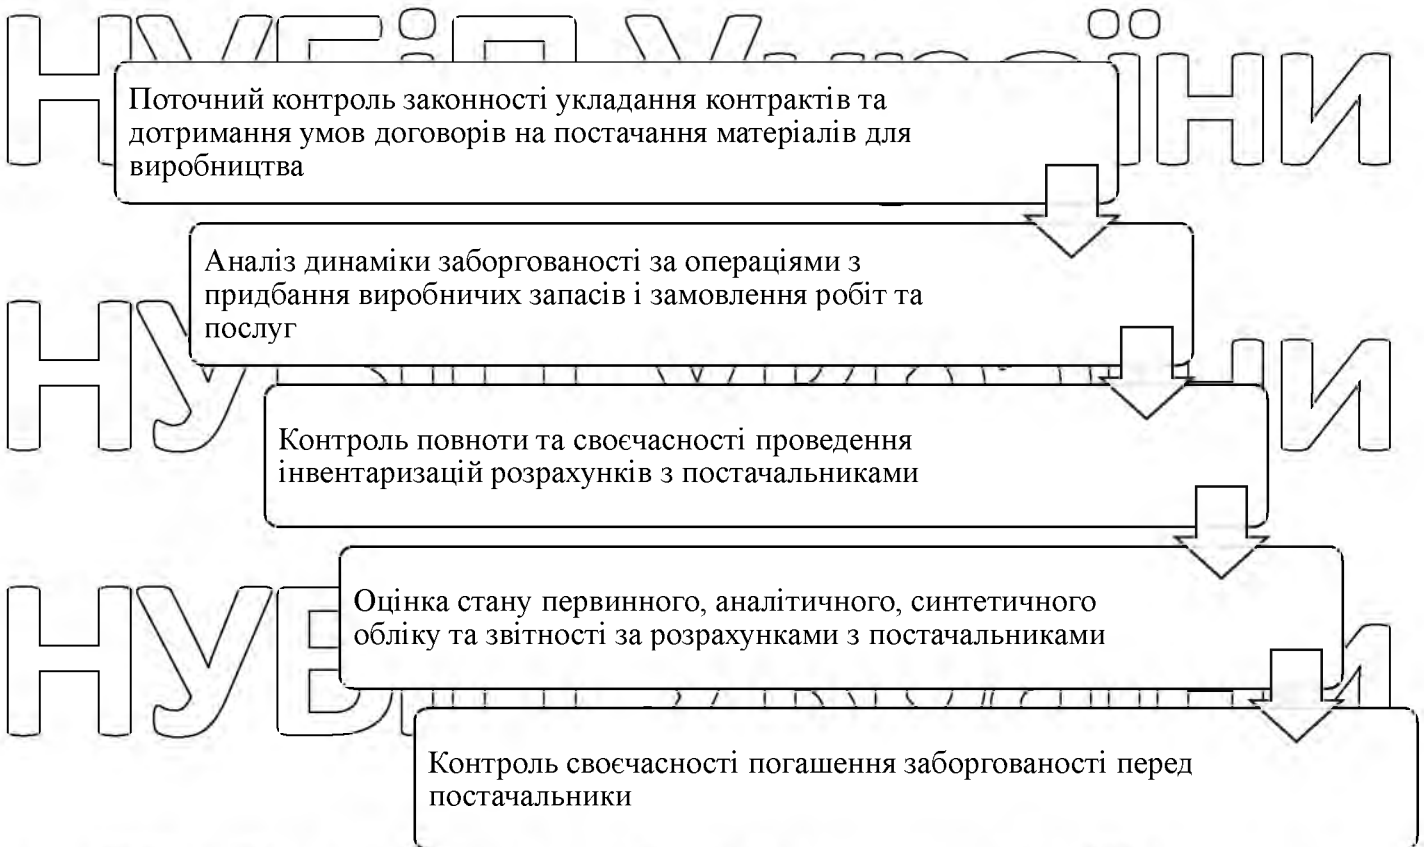 НУБіП України
Поточний контроль законності укладання контрактів та
дотримання умов договорів на постачання матеріалів для
виробництва
Аналіз динаміки заборгованості за операціями з
придбання виробничих запасів і замовлення робіт та
послуг
Контроль повноти та своєчасності проведення
інвентаризацій розрахунків з постачальниками
Оцінка стану первинного, аналітичного, синтетичного
обліку та звітності за розрахунками з постачальниками
Контроль своєчасності погашення заборгованості перед
постачальники